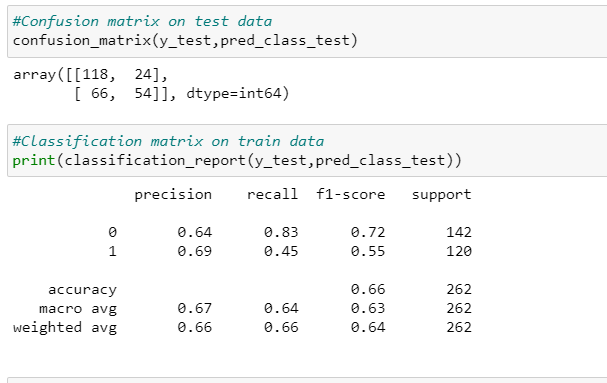 #Confusion matrix on test data
confusion_matrix(y_test,pred_class_test)
array([[118,  24],
       [ 66,  54]], dtype=int64)
#Classification matrix on train data
print(classification_report(y_test,pred_class_test))
              precision    recall  f1-score   support
           0       0.64      0.83      0.72       142
           1       0.69      0.45      0.55       120
    accuracy                           0.66       262
   macro avg       0.67      0.64      0.63       262
weighted avg       0.66      0.66      0.64       262